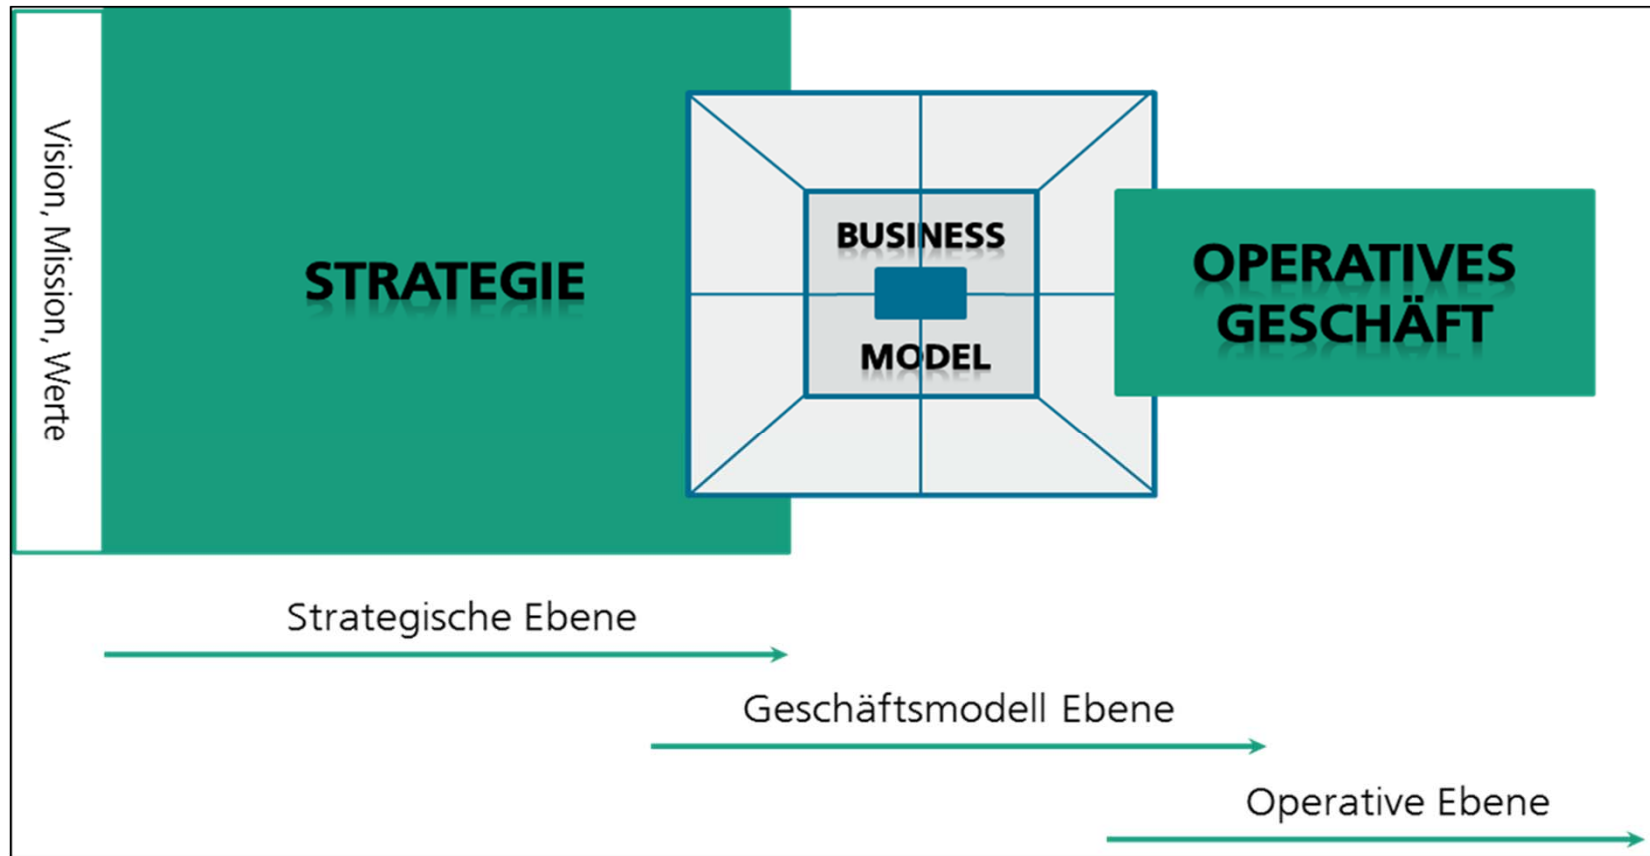 Vision, Mission, Werte
STRATEGIE
BUSINESS
MODEL
OPERATIVES
GESCHÄFT
Strategische Ebene
Geschäftsmodell Ebene
Operative Ebene